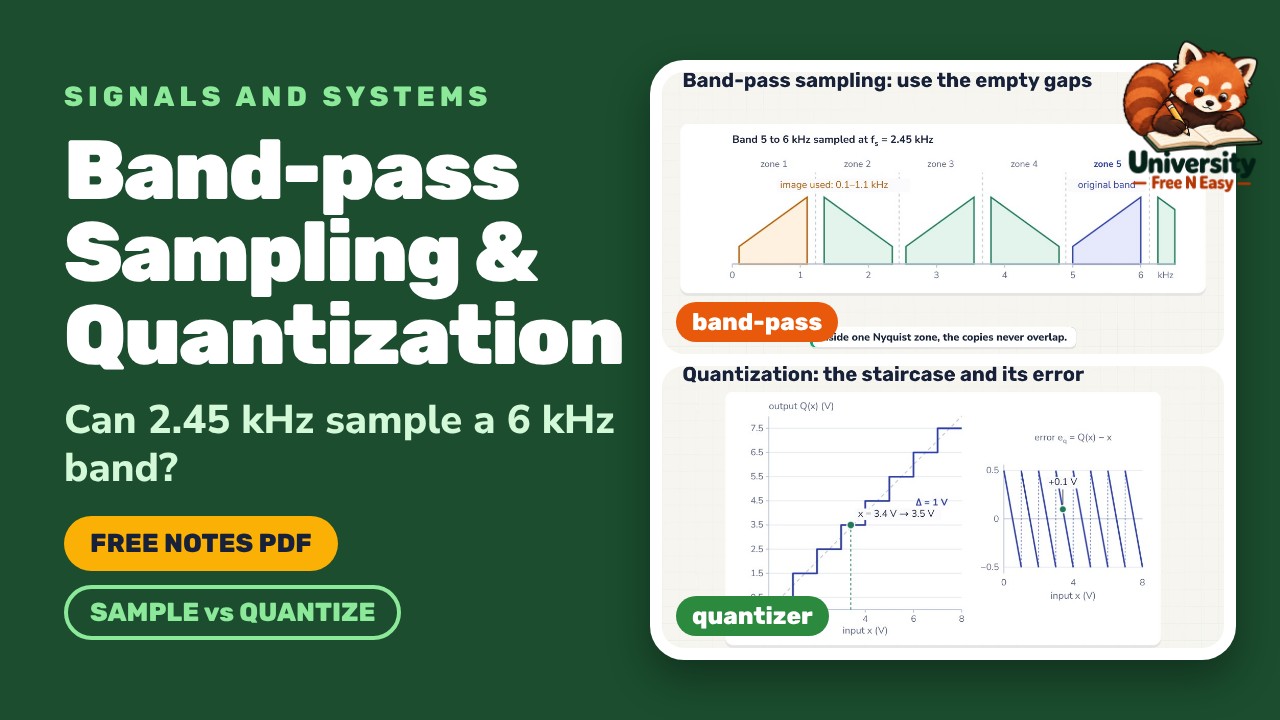 SIGNALS AND SYSTEMS
Band-pass
Sampling &
Quantization
Can 2.45 kHz sample a 6 kHz
band?
FREE NOTES PDF
SAMPLE vs QUANTIZE
Band-pass sampling: use the empty gaps
University
Free N Easy
Band 5 to 6 kHz sampled at fs = 2.45 kHz
zone 1 zone 2 zone 3 zone 4 zone 5
image used: 0.1–1.1 kHz original band
0 1 2 3 4 5 6 kHz
band-pass
side one Nyquist zone, the copies never overlap.
Quantization: the staircase and its error
output Q(x) (V)
7.5
6.5
5.5
4.5
3.5
2.5
1.5
Δ = 1 V
x = 3.4 V → 3.5 V
4 6 8
input x (V)
quantizer
error eq = Q(x) − x
0.5
+0.1 V
0
−0.5
0 4 8
input x (V)